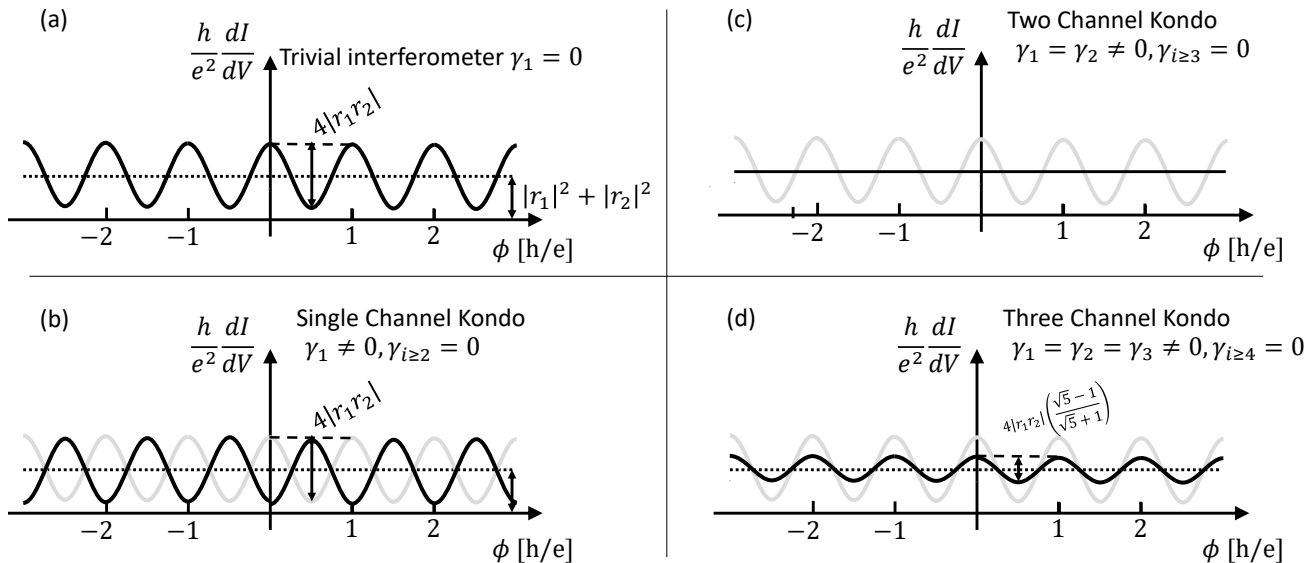 (a)
h/e² dI/dV
Trivial interferometer γ₁ = 0
4|r₁r₂|
|r₁|² + |r₂|²
−2 −1 1 2
ϕ [h/e]
(b)
Single Channel Kondo
h/e² dI/dV
γ₁ ≠ 0, γᵢ≥₂ = 0
4|r₁r₂|
−2 −1 1 2
ϕ [h/e]
(c)
Two Channel Kondo
h/e² dI/dV
γ₁ = γ₂ ≠ 0, γᵢ≥₃ = 0
−2 −1 1 2
ϕ [h/e]
(d)
Three Channel Kondo
h/e² dI/dV
γ₁ = γ₂ = γ₃ ≠ 0, γᵢ≥₄ = 0
4|r₁r₂|(√5 − 1/√5 + 1)
−2 −1 1 2
ϕ [h/e]